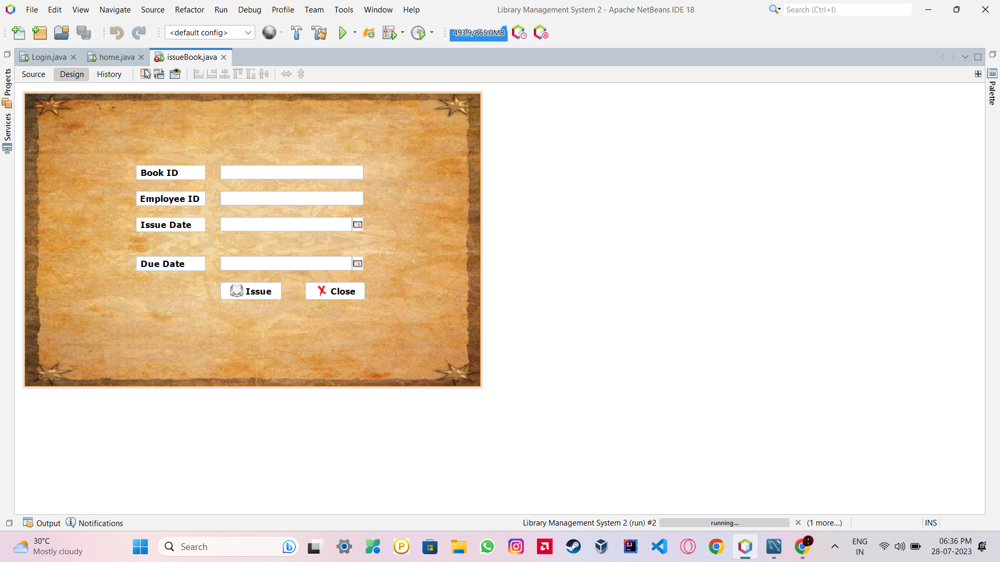 File Edit View Navigate Source Refactor Run Debug Profile Team Tools Window Help
Library Management System 2 - Apache NetBeans IDE 18
Search (Ctrl+I)
<default config>
493.9/865.0MB
Login.java
home.java
issueBook.java
Source Design History
Projects
Services
Palette
Book ID
Employee ID
Issue Date
Due Date
Issue
Close
Output Notifications
Library Management System 2 (run) #2
running...
(1 more...)
INS
30°C
Mostly cloudy
Search
ENG
IN
06:36 PM
28-07-2023